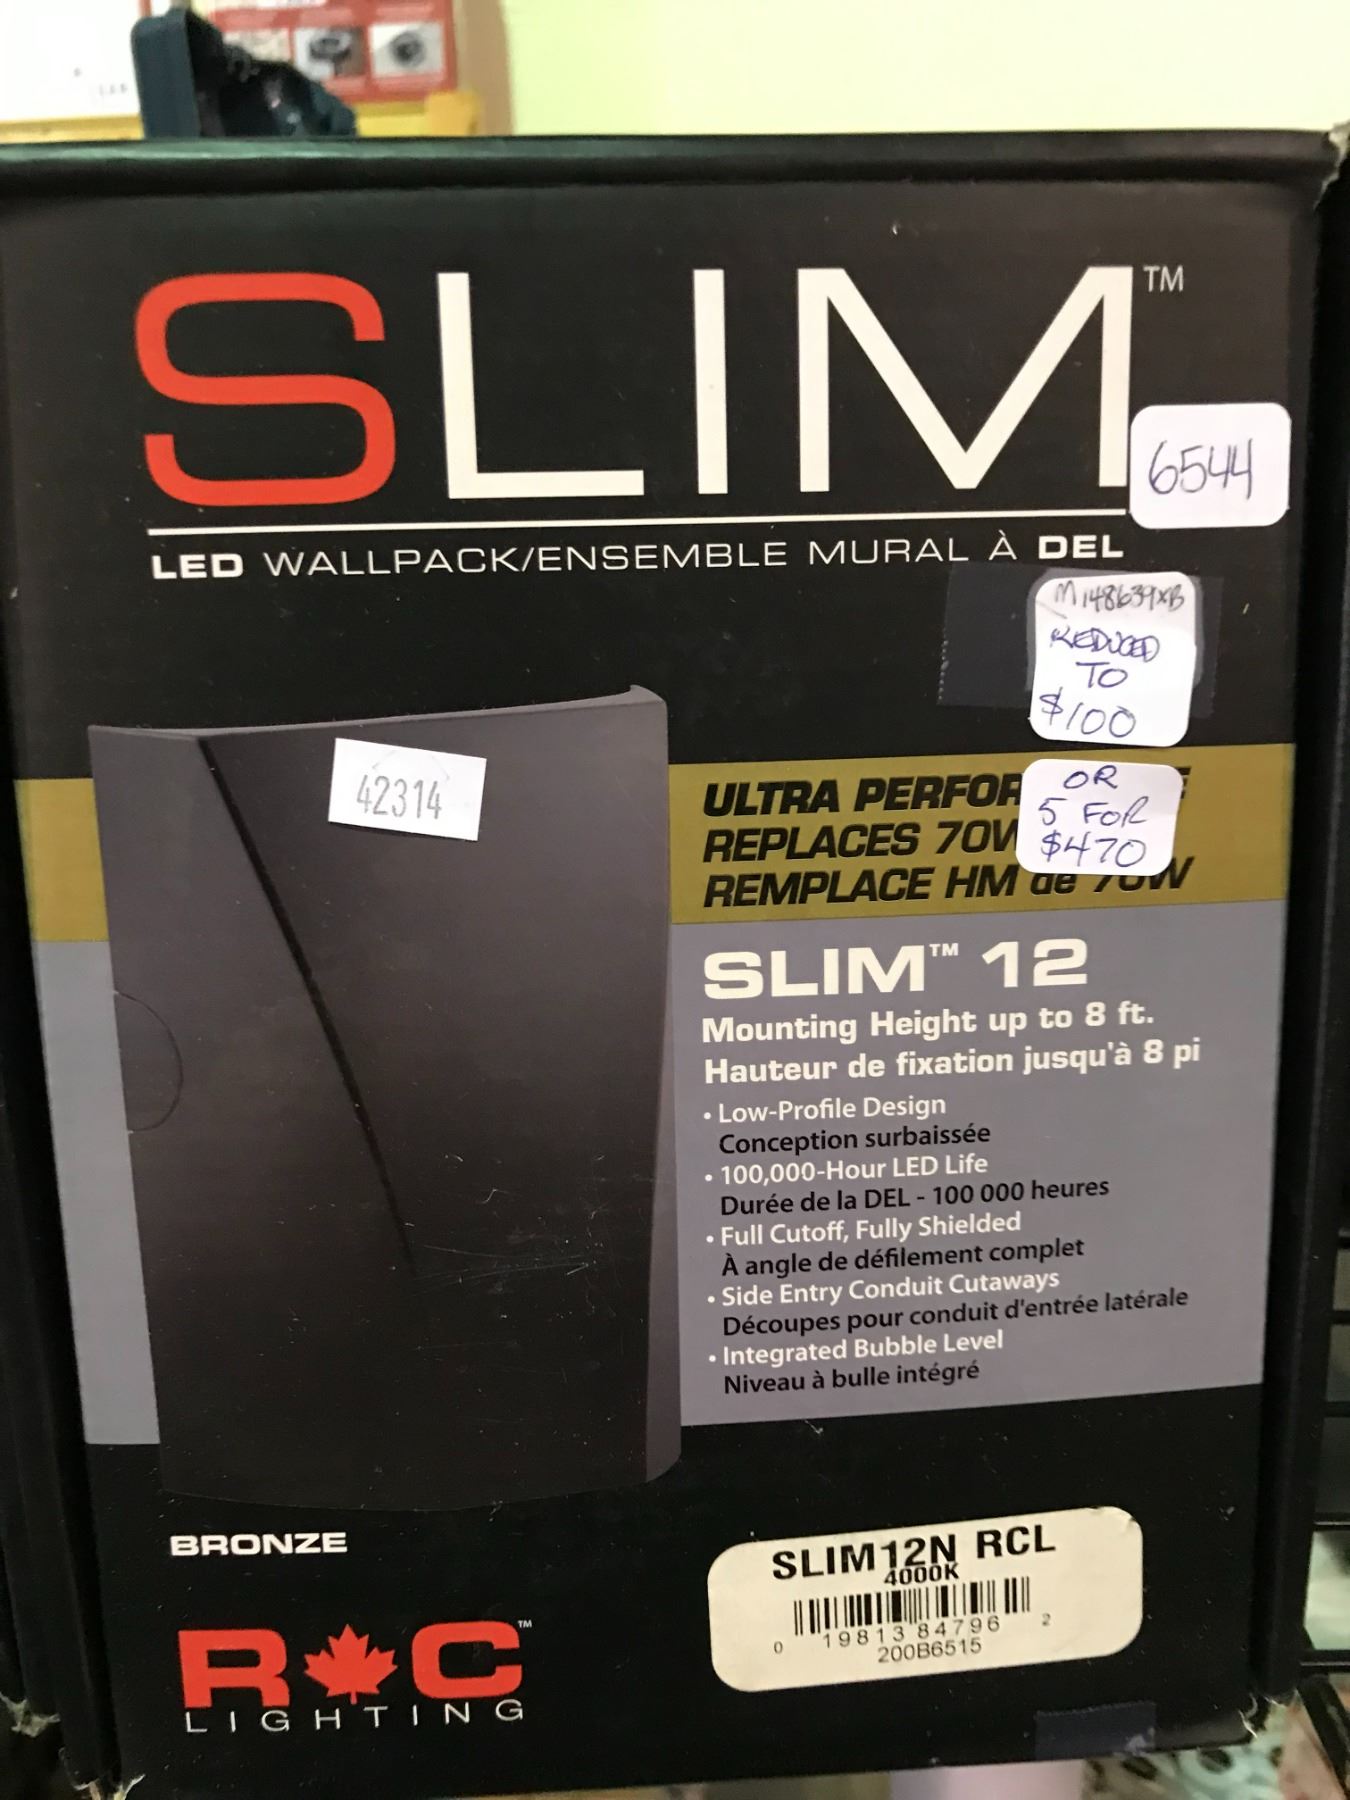 SLIM™
6544
LED WALLPACK/ENSEMBLE MURAL À DEL
M148639XB
REDUCED
TO
$100
42314
OR
5 FOR
$470
ULTRA
REPLACES 70W
REMPLACE HM de 70W
SLIM™ 12
Mounting Height up to 8 ft.
Hauteur de fixation jusqu'à 8 pi
• Low-Profile Design
Conception surbaissée
• 100,000-Hour LED Life
Durée de la DEL - 100 000 heures
• Full Cutoff, Fully Shielded
À angle de défilement complet
• Side Entry Conduit Cutaways
Découpes pour conduit d'entrée latérale
• Integrated Bubble Level
Niveau à bulle intégré
BRONZE
SLIM12N RCL
4000K
0 19813 84796 2
200B6515
R C™
LIGHTING